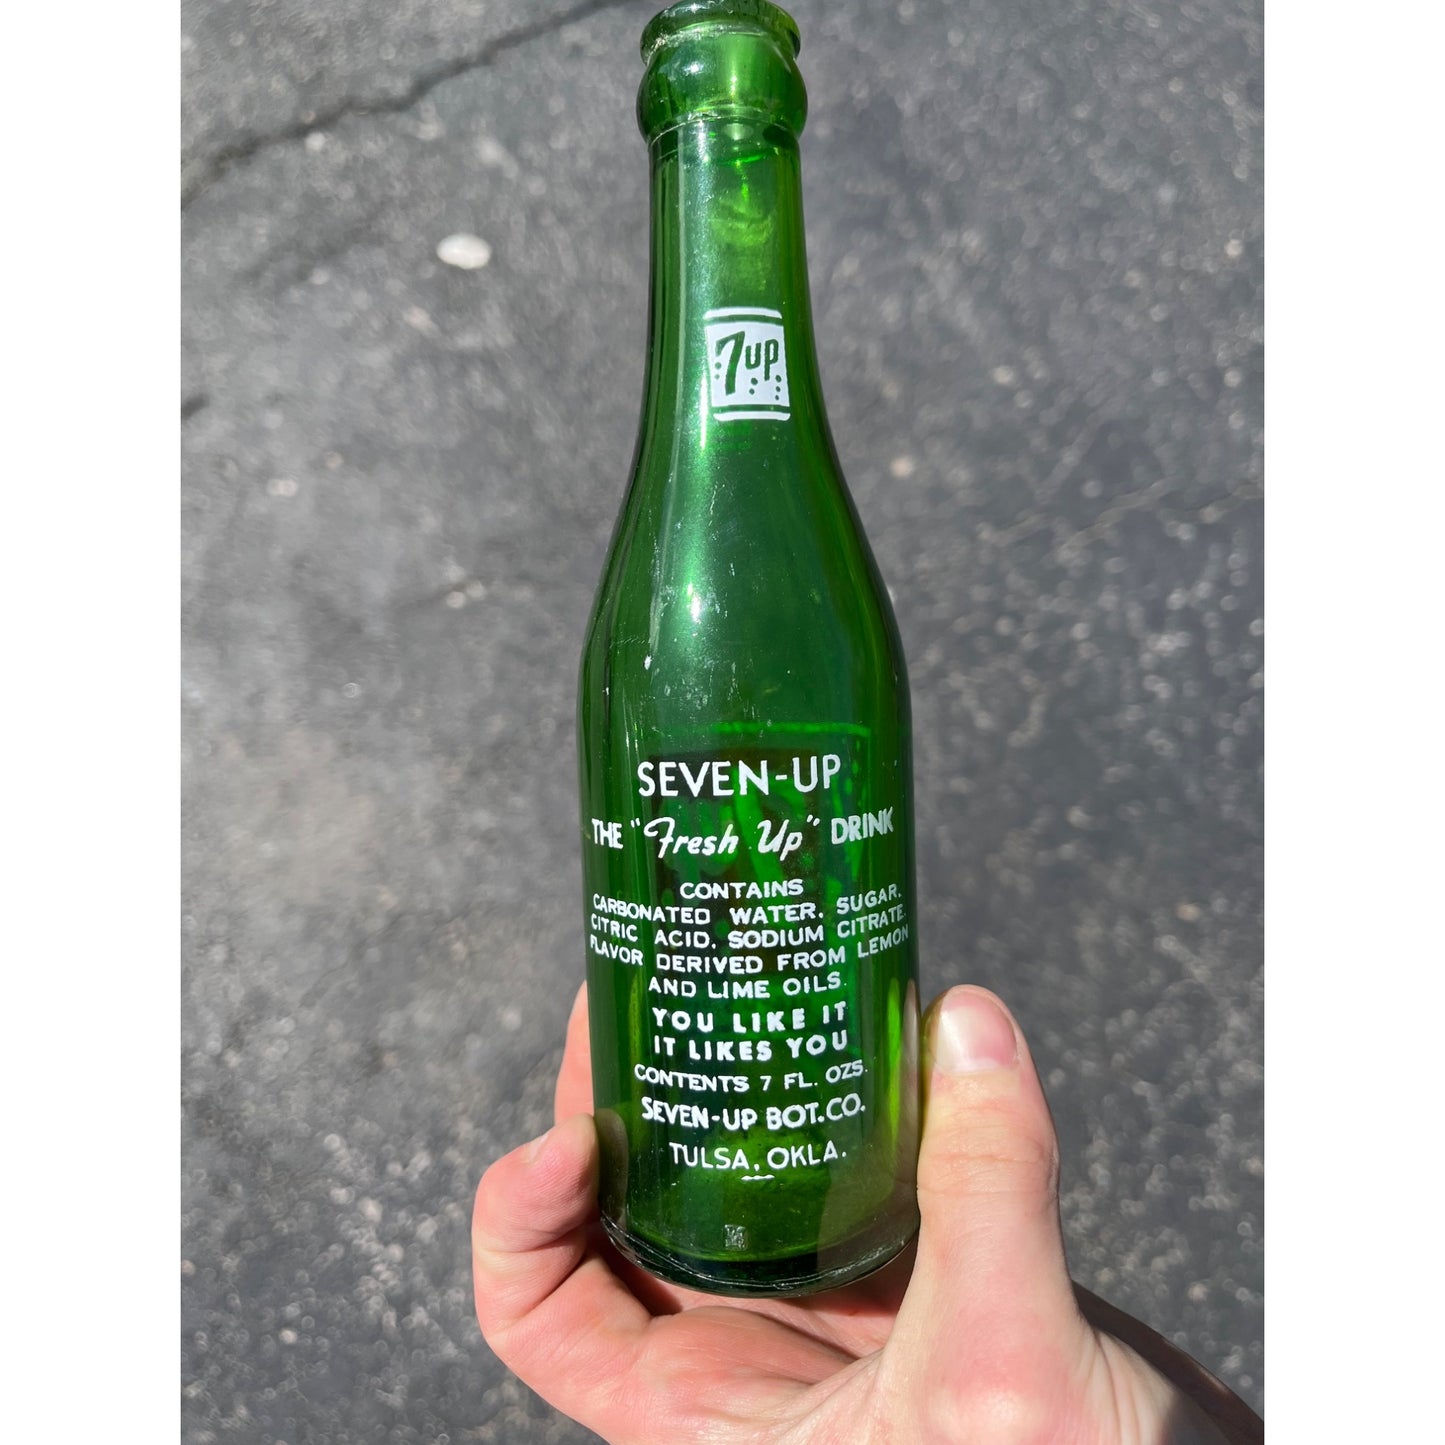 7up
SEVEN-UP
THE "Fresh Up" DRINK
CONTAINS
CARBONATED WATER, SUGAR,
CITRIC ACID, SODIUM CITRATE,
FLAVOR DERIVED FROM LEMON
AND LIME OILS.
YOU LIKE IT
IT LIKES YOU
CONTENTS 7 FL. OZS.
SEVEN-UP BOT.CO.
TULSA, OKLA.